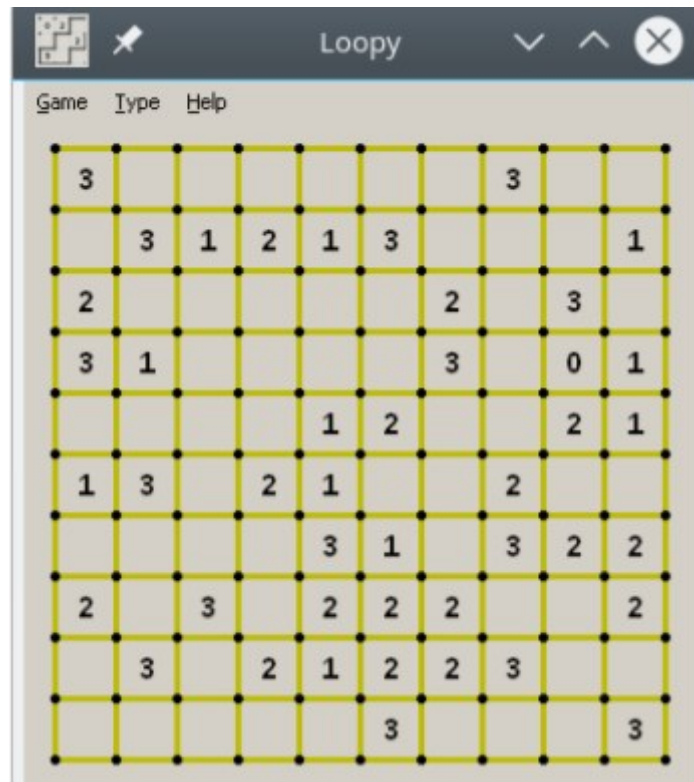 Loopy
Game Type Help
3 3
3 1 2 1 3 1
2 2 3
3 1 3 0 1
1 2 2 1
1 3 2 1 2
3 1 3 2 2
2 3 2 2 2 2
3 2 1 2 2 3
3 3